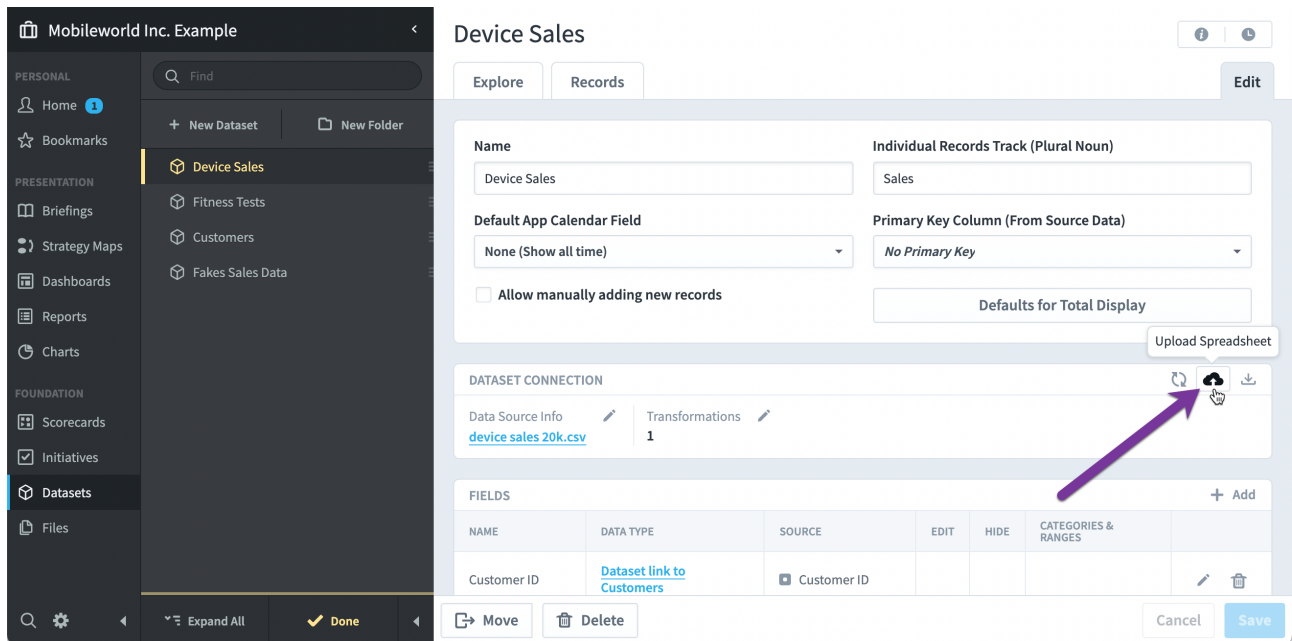 Mobileworld Inc. Example
PERSONAL
Home 1
Bookmarks
PRESENTATION
Briefings
Strategy Maps
Dashboards
Reports
Charts
FOUNDATION
Scorecards
Initiatives
Datasets
Files
Find
New Dataset New Folder
Device Sales
Fitness Tests
Customers
Fakes Sales Data
Expand All Done
Device Sales
Explore Records Edit
Name Individual Records Track (Plural Noun)
Device Sales Sales
Default App Calendar Field Primary Key Column (From Source Data)
None (Show all time) No Primary Key
Allow manually adding new records Defaults for Total Display
Upload Spreadsheet
DATASET CONNECTION
Data Source Info Transformations
device sales 20k.csv 1
FIELDS + Add
NAME DATA TYPE SOURCE EDIT HIDE CATEGORIES &
RANGES
Customer ID Dataset link to Customer ID
Customers
Move Delete Cancel Save